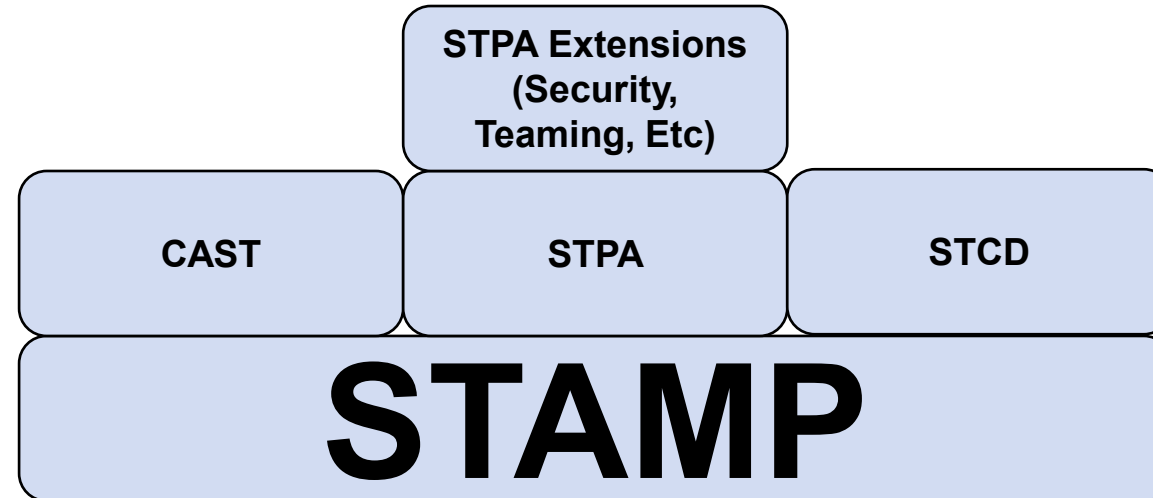 STPA Extensions
(Security,
Teaming, Etc)
CAST
STPA
STCD
STAMP